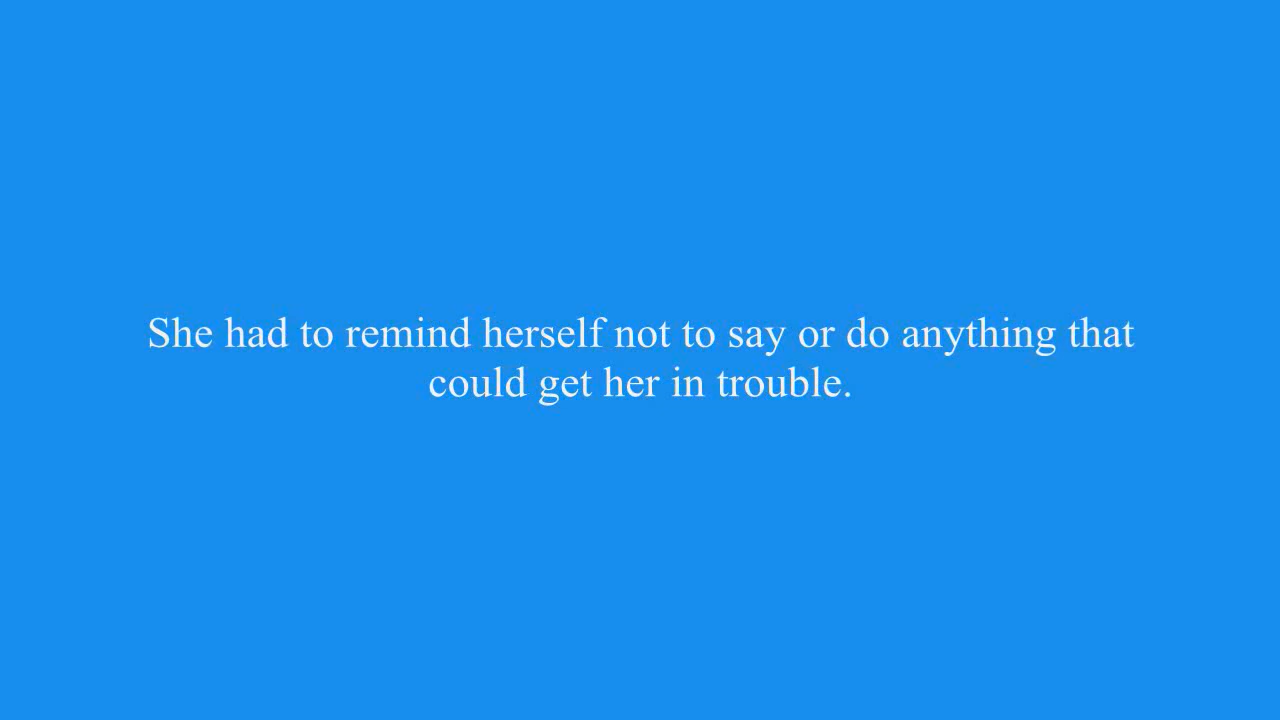 She had to remind herself not to say or do anything that
could get her in trouble.